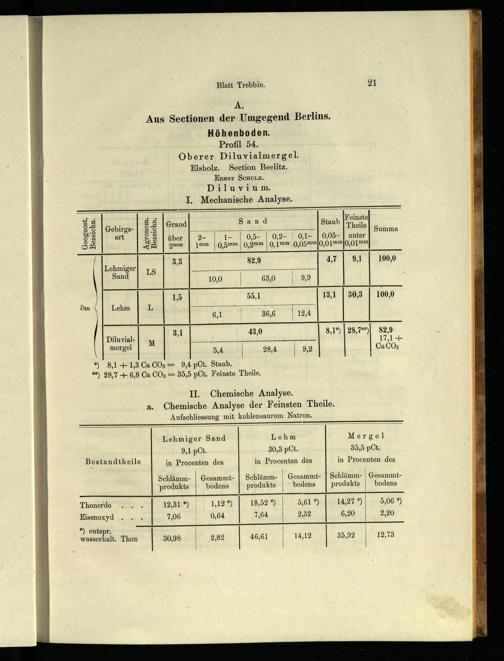 Blatt Trebbin. 21
A.
Aus Sectionen der Umgegend Berlins.
Höhenboden.
Profil 54.
Oberer Diluvialmergel.
Elsholz. Section Beelitz.
Ernst Schulz.
Diluvium.
I. Mechanische Analyse.
Geognost. Bezeichn. Gebirgs-art Agronom. Bezeichn. Grand über 2mm Sand 2–1mm 1–0,5mm 0,5–0,2mm 0,2–0,1mm 0,1–0,05mm Staub 0,05–0,01mm Feinste Theile unter 0,01mm Summa
Lehmiger Sand LS 3,3 82,9 4,7 9,1 100,0
10,0 63,0 9,9
∂m Lehm L 1,5 55,1 13,1 30,3 100,0
6,1 36,6 12,4
Diluvial-mergel M 3,1 43,0 8,1*) 28,7**) 82,9
17,1 + CaCO₃
5,4 28,4 9,2
*) 8,1 + 1,3 Ca CO₃ = 9,4 pCt. Staub.
**) 28,7 + 6,8 Ca CO₃ = 35,5 pCt. Feinste Theile.
II. Chemische Analyse.
a. Chemische Analyse der Feinsten Theile.
Aufschliessung mit kohlensaurem Natron.
Bestandtheile
Lehmiger Sand Lehm Mergel
9,1 pCt. 30,3 pCt. 35,5 pCt.
in Procenten des in Procenten des in Procenten des
Schlämm- Gesammt- Schlämm- Gesammt- Schlämm- Gesammt-
produkts bodens produkts bodens produkts bodens
Thonerde . . . 12,31 *) 1,12 *) 18,52 *) 5,61 *) 14,27 *) 5,06 *)
Eisenoxyd . . . 7,06 0,64 7,64 2,32 6,20 2,20
*) entspr.
wasserhalt. Thon 30,98 2,82 46,61 14,12 35,92 12,73